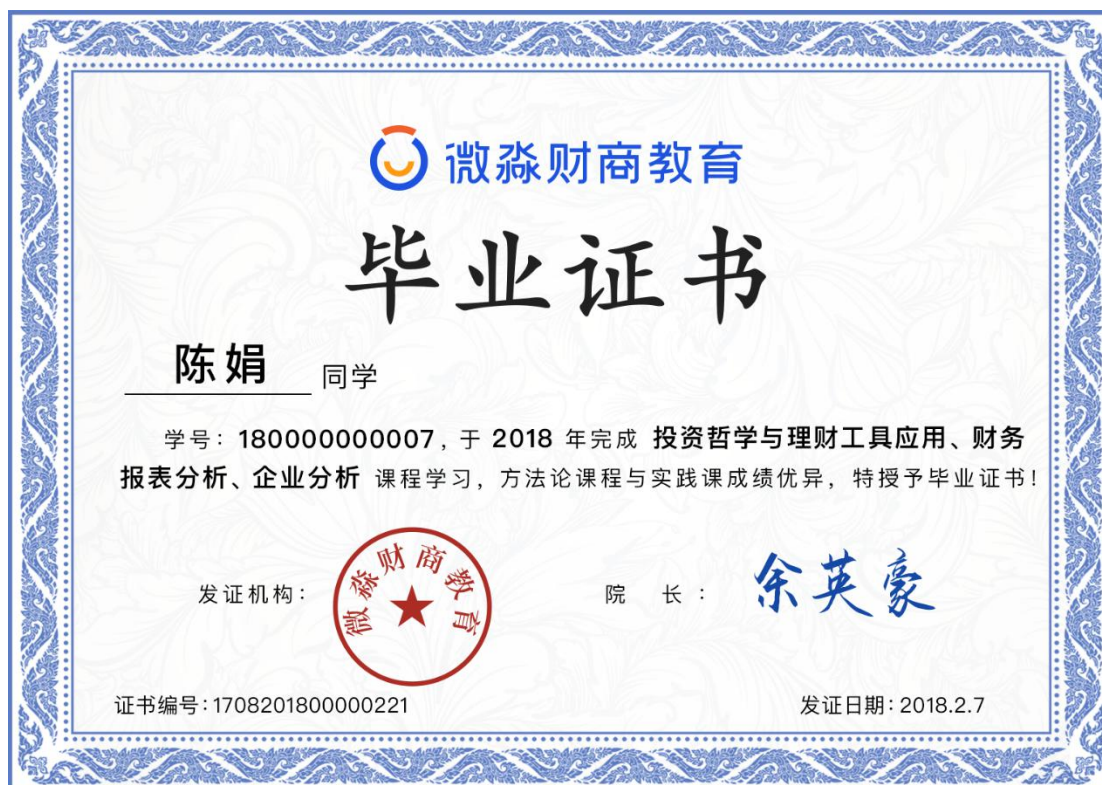 微淼财商教育
毕业证书
陈娟 同学
学号：180000000007，于 2018 年完成 投资哲学与理财工具应用、财务
报表分析、企业分析 课程学习，方法论课程与实践课成绩优异，特授予毕业证书！
发证机构： 微淼财商教育 院 长： 余英豪
证书编号：1708201800000221 发证日期：2018.2.7